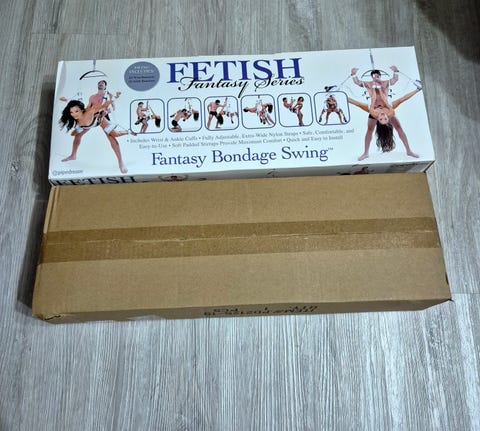 FETISH
Fantasy Series
• Includes Wrist & Ankle Cuffs • Fully Adjustable, Extra-Wide Nylon Straps • Safe, Comfortable, and
Easy-to-Use • Soft Padded Stirrups Provide Maximum Comfort • Quick and Easy to Install
Fantasy Bondage Swing™
@pipedream
FETISH